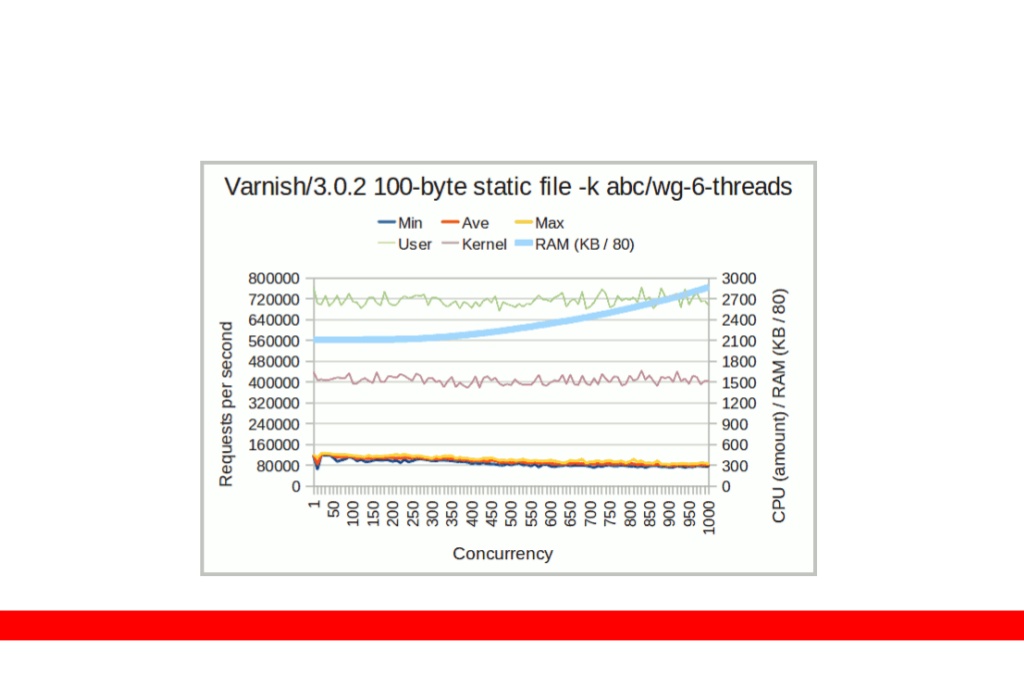 Varnish/3.0.2 100-byte static file -k abc/wg-6-threads
Min Ave Max
User Kernel RAM (KB / 80)
800000 3000
720000 2700
640000 2400
560000 2100
480000 1800
400000 1500
320000 1200
240000 900
160000 600
80000 300
0 0
Requests per second
CPU (amount) / RAM (KB / 80)
1 50 100 150 200 250 300 350 400 450 500 550 600 650 700 750 800 850 900 950 1000
Concurrency